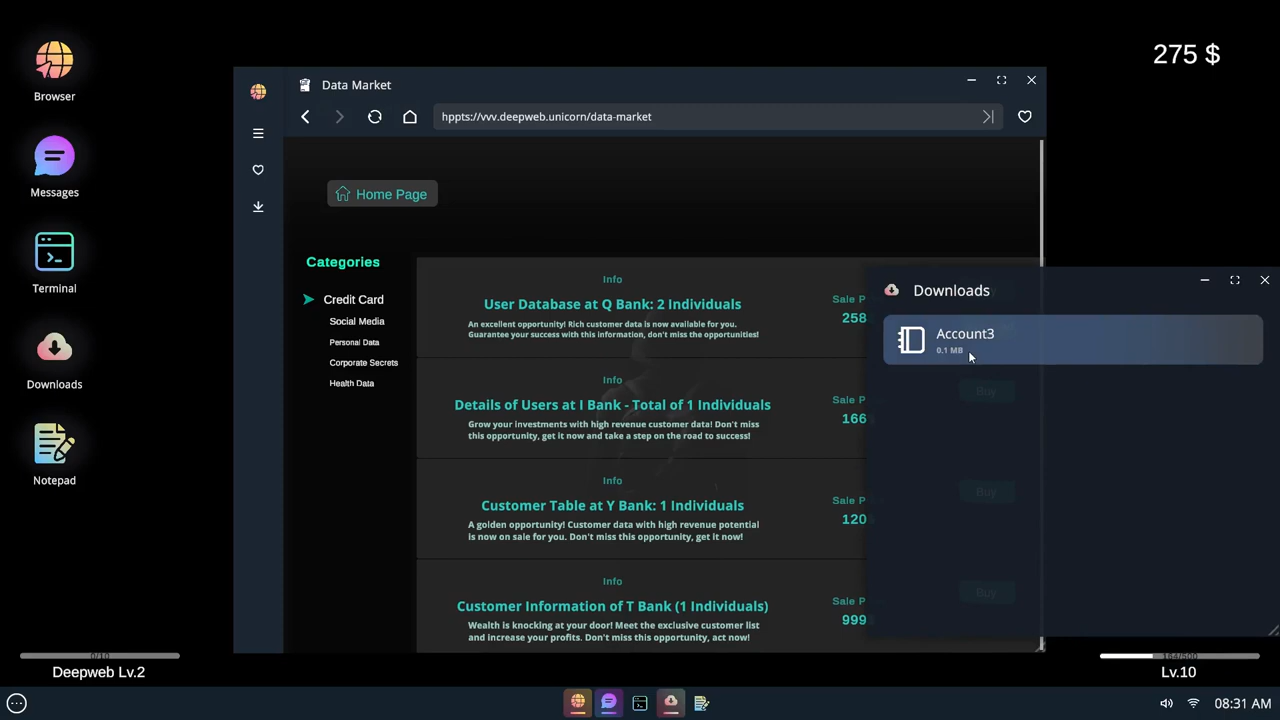 275 $
Browser
Messages
Terminal
Downloads
Notepad
Data Market
hppts://vvv.deepweb.unicorn/data-market
Home Page
Categories
Credit Card
Social Media
Personal Data
Corporate Secrets
Health Data
Info
User Database at Q Bank: 2 Individuals
An excellent opportunity! Rich customer data is now available for you.
Guarantee your success with this information, don't miss the opportunities!
Sale P
258
Info
Details of Users at I Bank - Total of 1 Individuals
Grow your investments with high revenue customer data! Don't miss
this opportunity, get it now and take a step on the road to success!
Sale P
166
Buy
Info
Customer Table at Y Bank: 1 Individuals
A golden opportunity! Customer data with high revenue potential
is now on sale for you. Don't miss this opportunity, get it now!
Sale P
120
Buy
Info
Customer Information of T Bank (1 Individuals)
Wealth is knocking at your door! Meet the exclusive customer list
and increase your profits. Don't miss this opportunity, act now!
Sale P
999
Buy
Downloads
Account3
0.1 MB
0/10
Deepweb Lv.2
164/500
Lv.10
08:31 AM